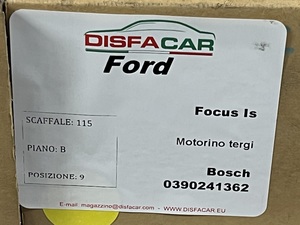 DISFACAR
Ford
Focus Is
SCAFFALE: 115
Motorino tergi
PIANO: B
Bosch
POSIZIONE: 9
0390241362
E-mail: magazzino@disfacar.com - WWW.DISFACAR.EU